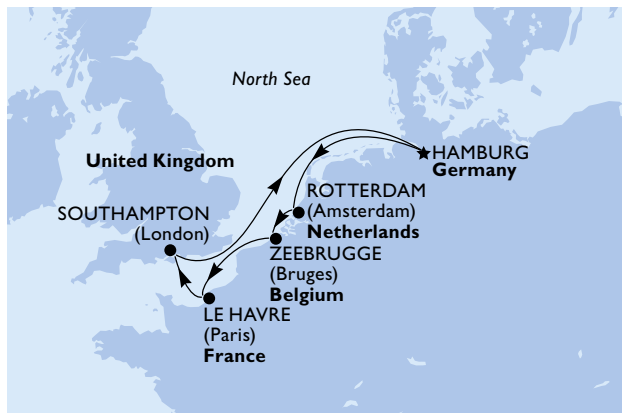 North Sea
United Kingdom
HAMBURG
Germany
ROTTERDAM
(Amsterdam)
Netherlands
SOUTHAMPTON
(London)
ZEEBRUGGE
(Bruges)
Belgium
LE HAVRE
(Paris)
France